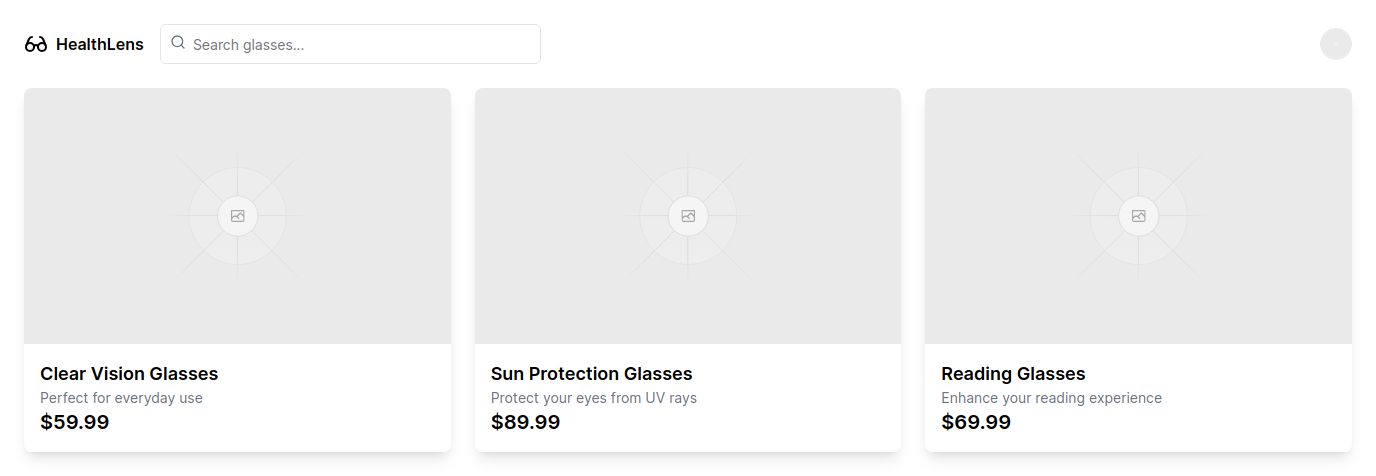 HealthLens
Search glasses...
Clear Vision Glasses
Perfect for everyday use
$59.99
Sun Protection Glasses
Protect your eyes from UV rays
$89.99
Reading Glasses
Enhance your reading experience
$69.99